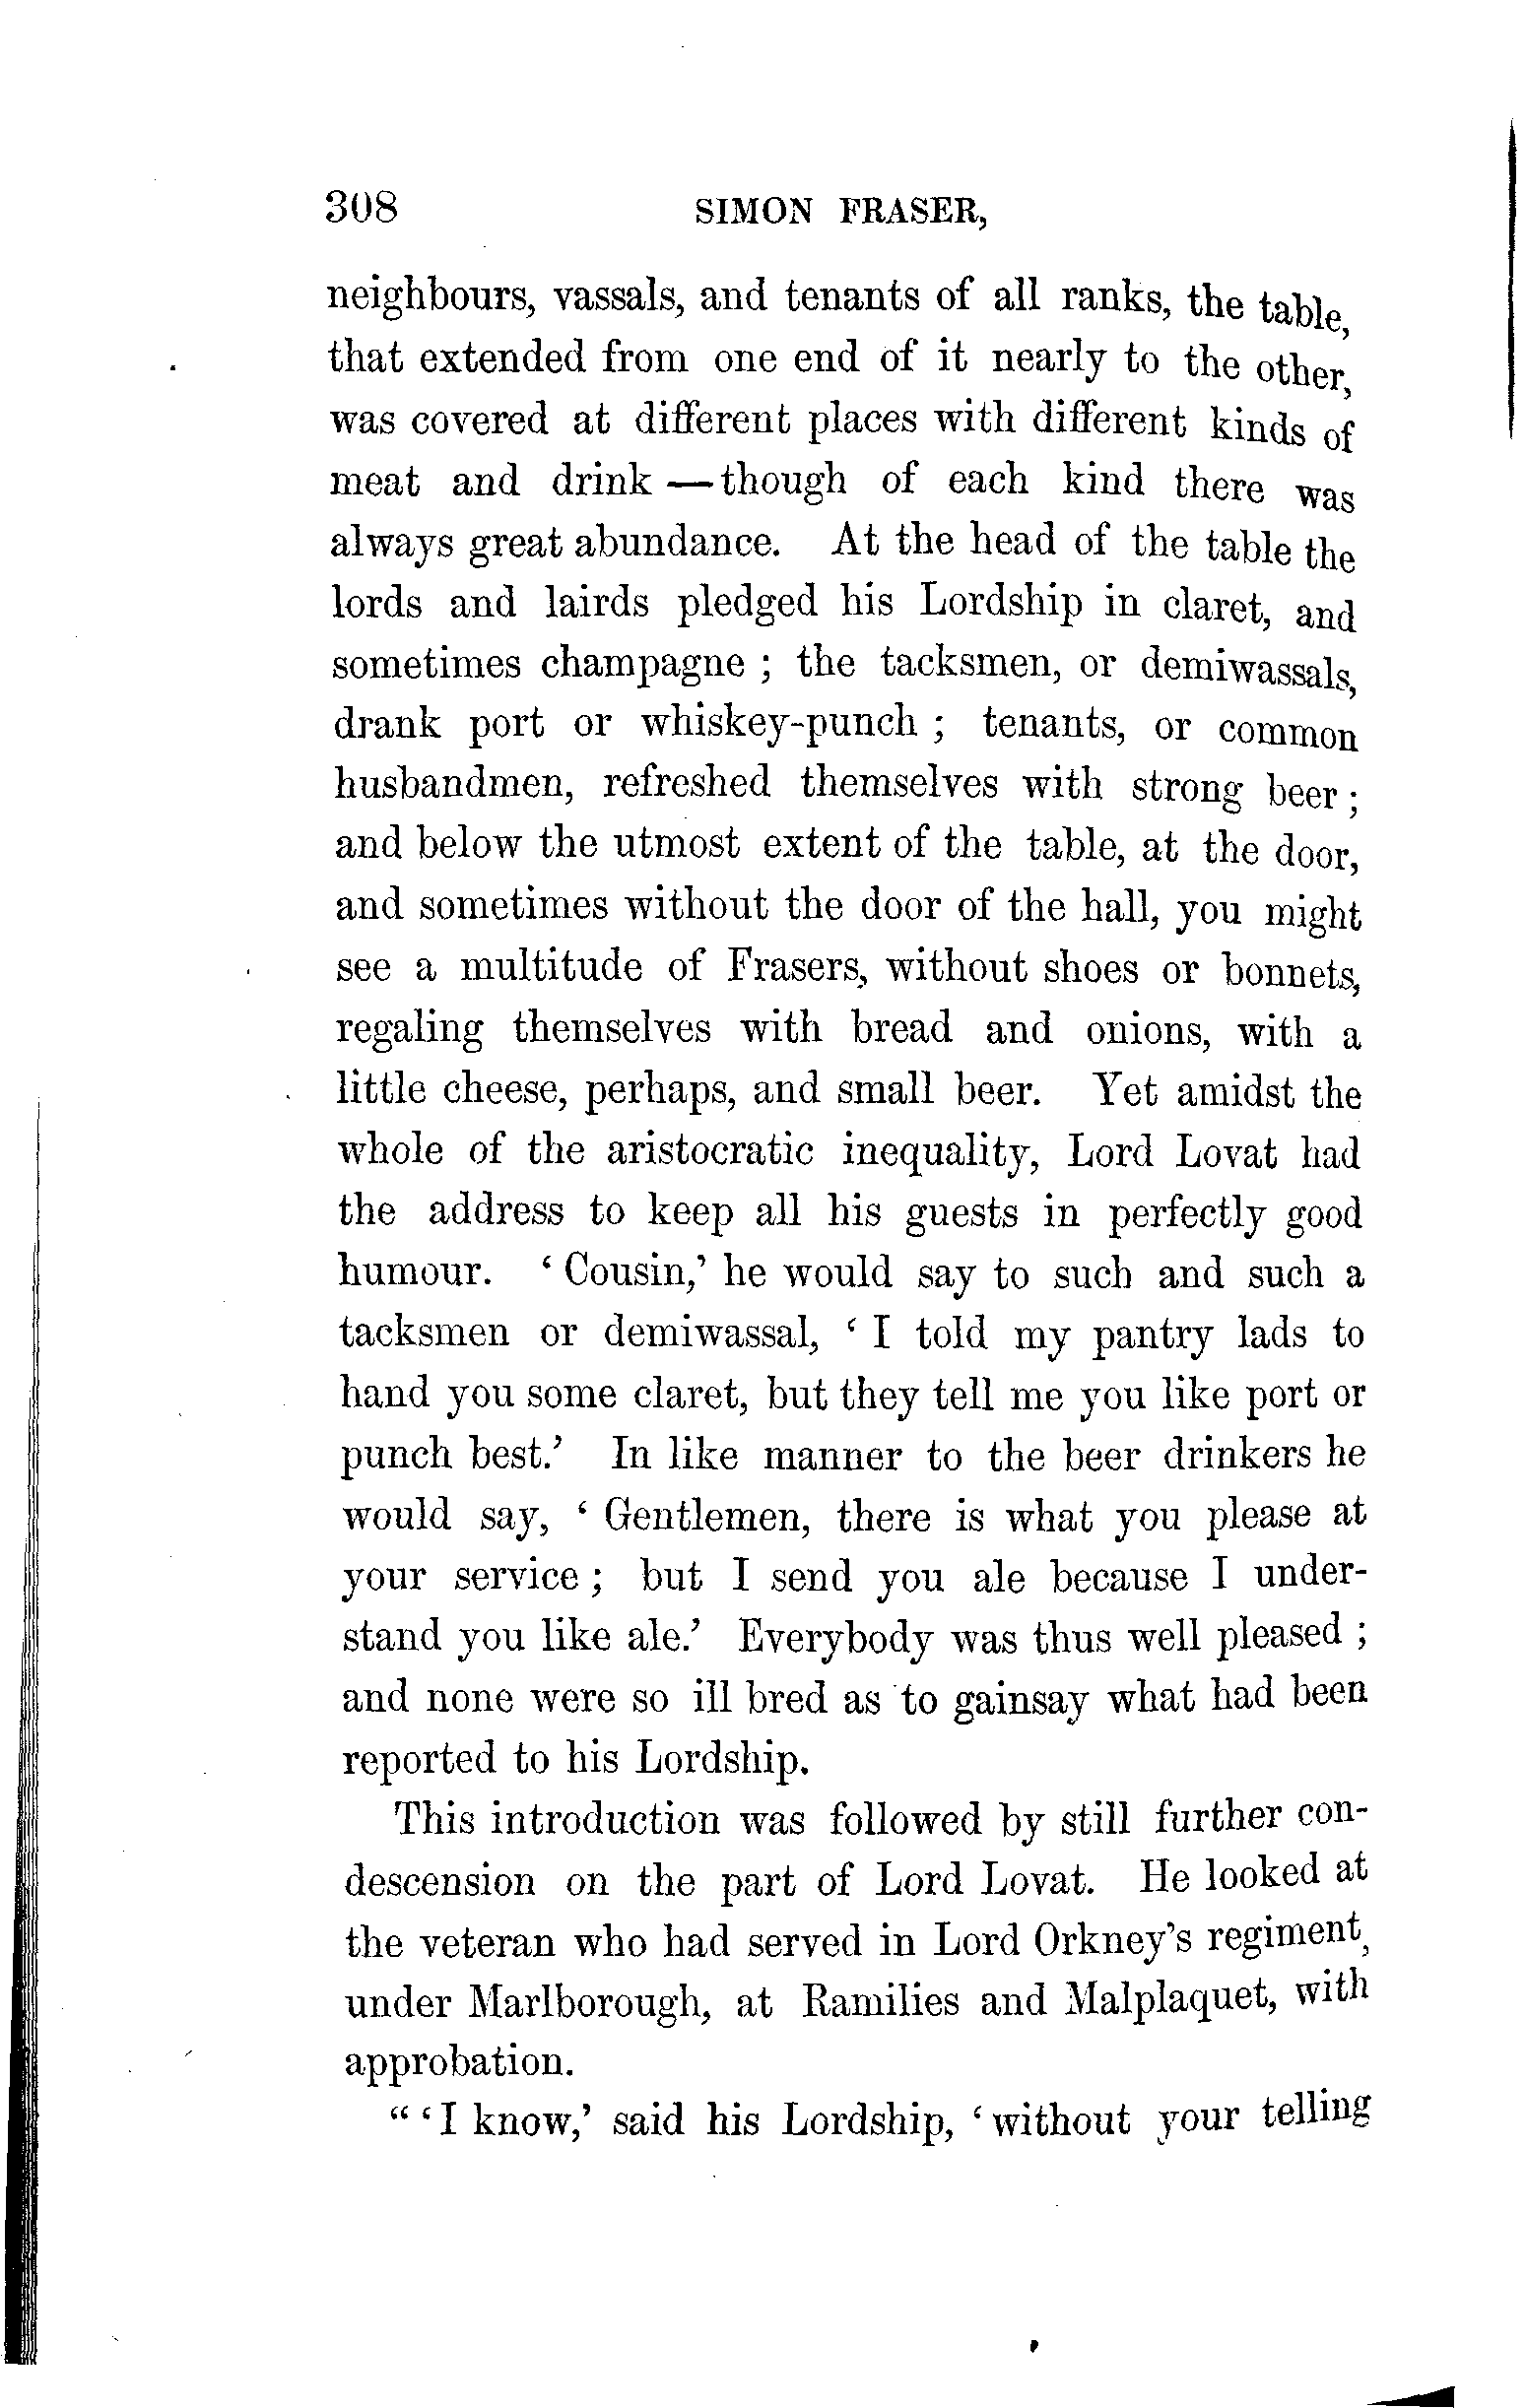 308 SIMON FRASER,
neighbours, vassals, and tenants of all ranks, the table,
that extended from one end of it nearly to the other,
was covered at different places with different kinds of
meat and drink — though of each kind there was
always great abundance. At the head of the table the
lords and lairds pledged his Lordship in claret, and
sometimes champagne ; the tacksmen, or demiwassals,
drank port or whiskey-punch ; tenants, or common
husbandmen, refreshed themselves with strong beer ;
and below the utmost extent of the table, at the door,
and sometimes without the door of the hall, you might
see a multitude of Frasers, without shoes or bonnets,
regaling themselves with bread and onions, with a
little cheese, perhaps, and small beer. Yet amidst the
whole of the aristocratic inequality, Lord Lovat had
the address to keep all his guests in perfectly good
humour. ‘ Cousin,’ he would say to such and such a
tacksmen or demiwassal, ‘ I told my pantry lads to
hand you some claret, but they tell me you like port or
punch best.’ In like manner to the beer drinkers he
would say, ‘ Gentlemen, there is what you please at
your service ; but I send you ale because I under-
stand you like ale.’ Everybody was thus well pleased ;
and none were so ill bred as to gainsay what had been
reported to his Lordship.
This introduction was followed by still further con-
descension on the part of Lord Lovat. He looked at
the veteran who had served in Lord Orkney’s regiment,
under Marlborough, at Ramilies and Malplaquet, with
approbation.
“ ‘ I know,’ said his Lordship, ‘ without your telling